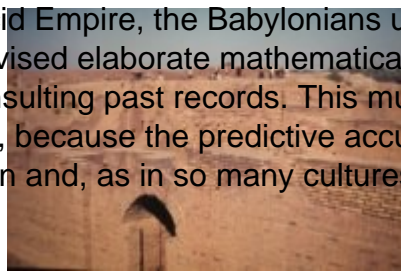 id Empire, the Babylonians u
vised elaborate mathematica
sulting past records. This mu
, because the predictive accu
n and, as in so many culture